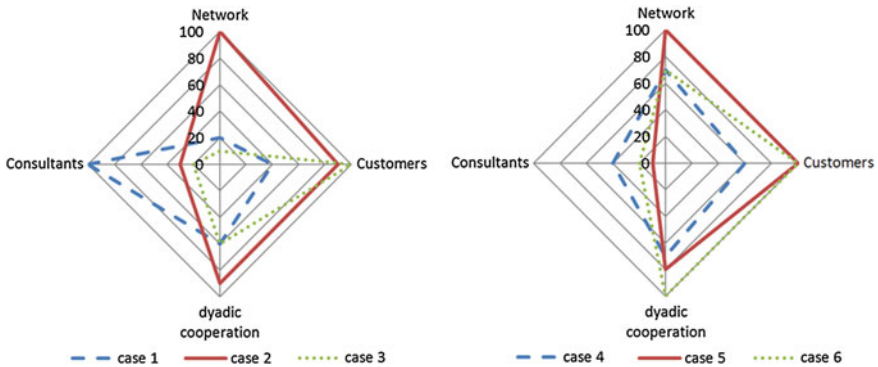 Network
100
80
60
40
20
0
Consultants
Customers
dyadic
cooperation
case 1 case 2 case 3
Network
100
80
60
40
20
0
Consultants
Customers
dyadic
cooperation
case 4 case 5 case 6